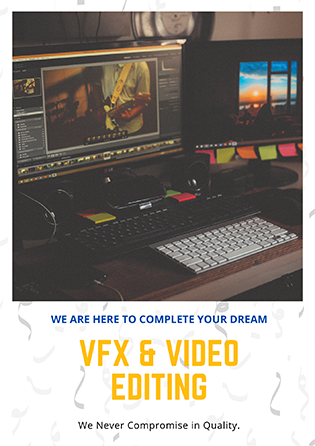 WE ARE HERE TO COMPLETE YOUR DREAM
VFX & VIDEO
EDITING
We Never Compromise in Quality.